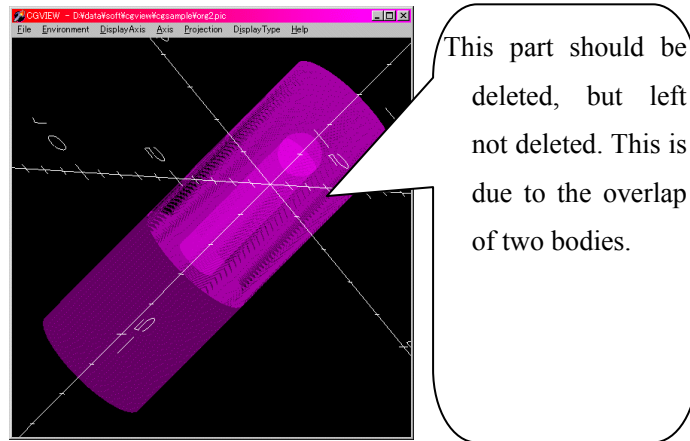 CGVIEW - D:¥data¥soft¥cgview¥cgsample¥org2.pic
File Environment DisplayAxis Axis Projection DisplayType Help
This part should be
deleted, but left
not deleted. This is
due to the overlap
of two bodies.